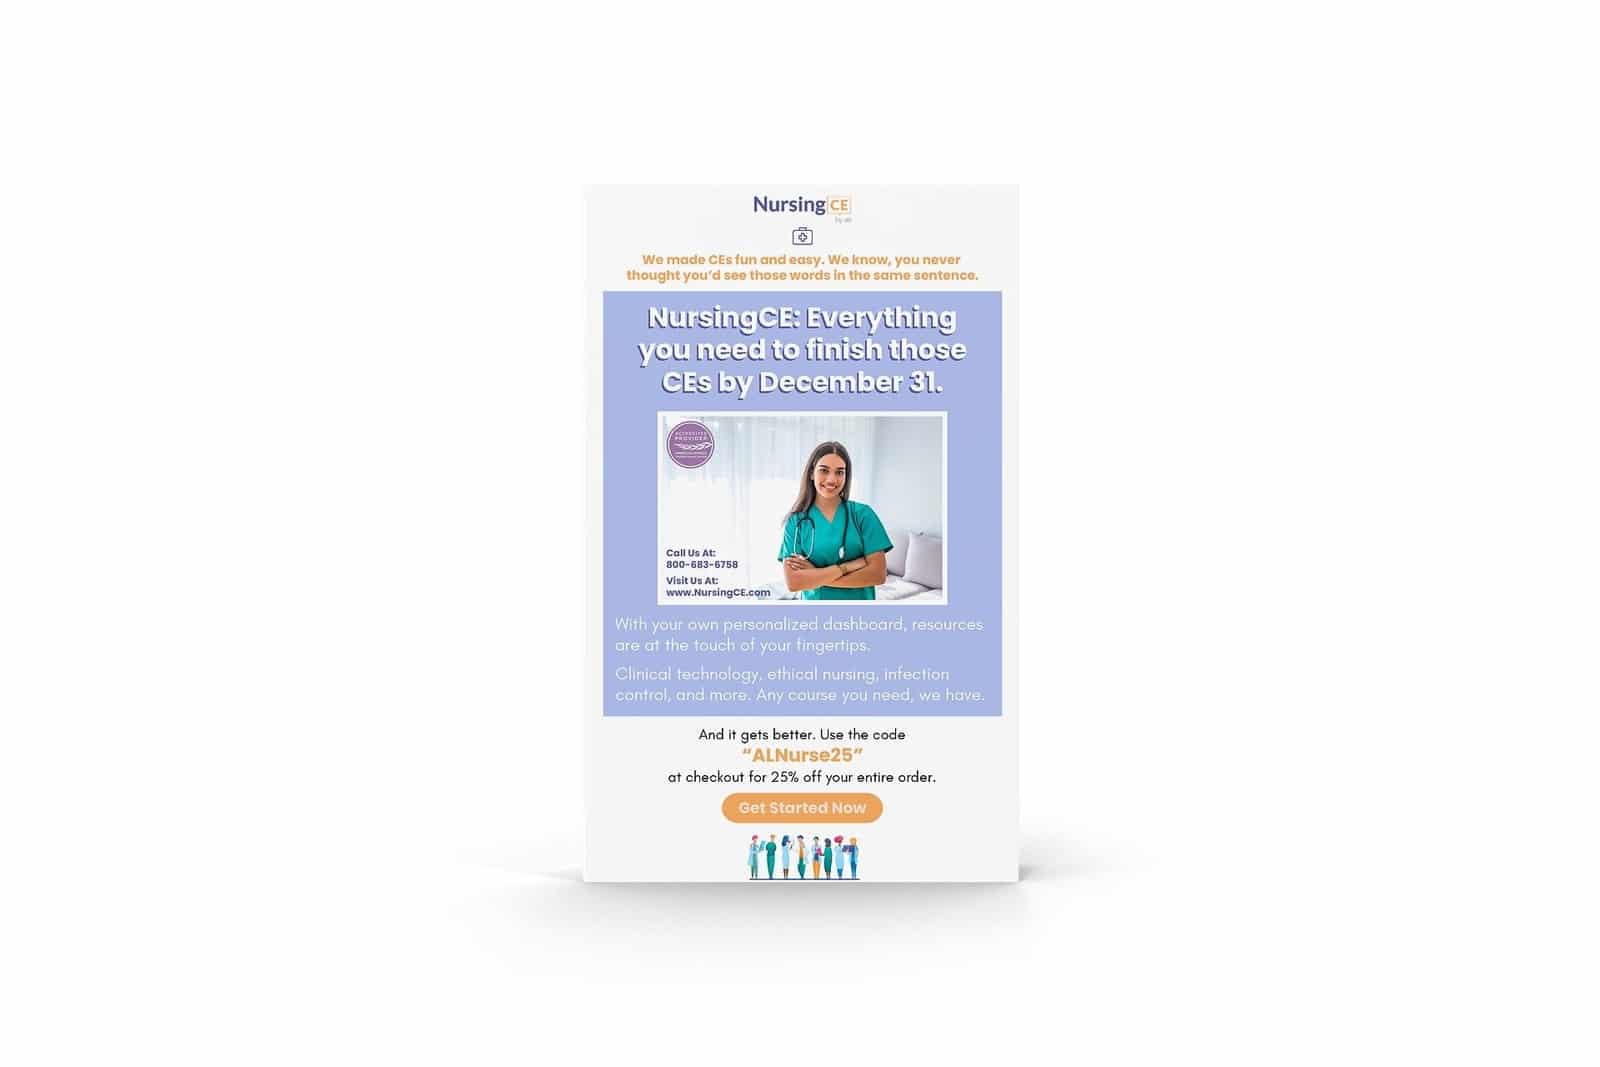 NursingCE
We made CEs fun and easy. We know, you never
thought you’d see those words in the same sentence.
NursingCE: Everything
you need to finish those
CEs by December 31.
ACCREDITED
PROVIDER
Call Us At:
800-683-6758
Visit Us At:
www.NursingCE.com
With your own personalized dashboard, resources
are at the touch of your fingertips.
Clinical technology, ethical nursing, infection
control, and more. Any course you need, we have.
And it gets better. Use the code
“ALNurse25”
at checkout for 25% off your entire order.
Get Started Now